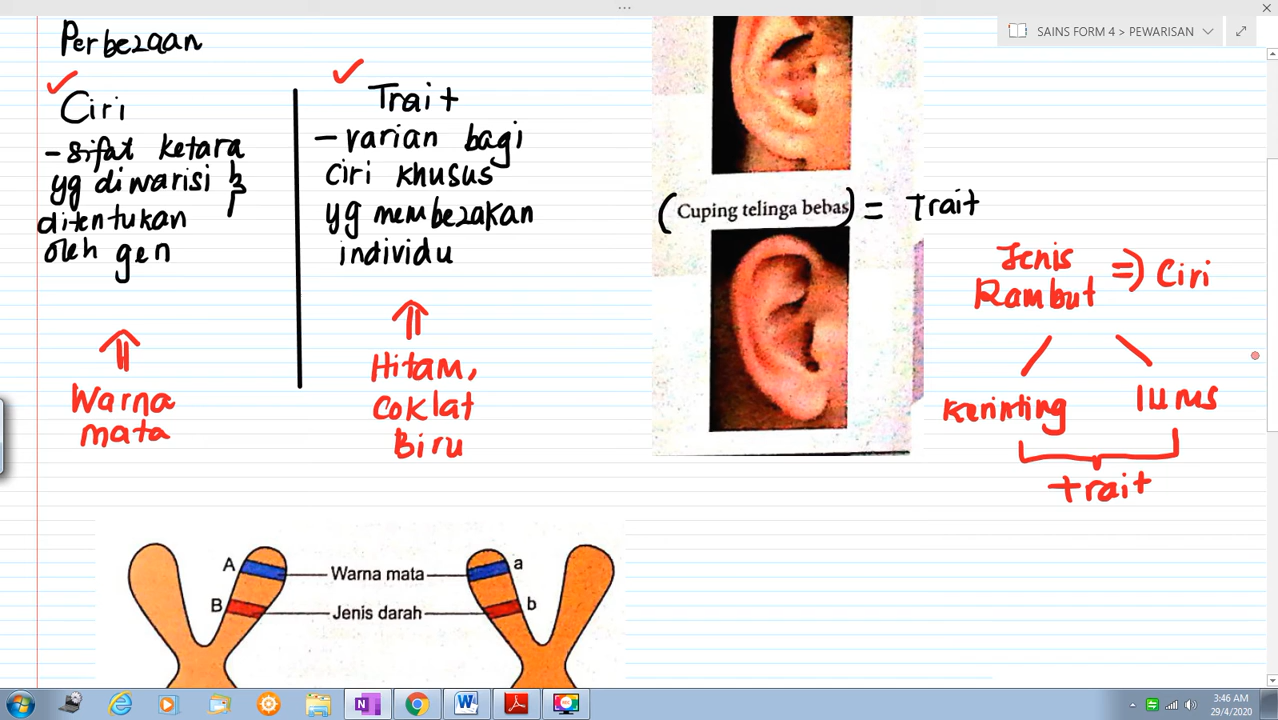 SAINS FORM 4 > PEWARISAN
Perbezaan
Ciri
- sifat ketara
yg diwarisi &
ditentukan
oleh gen
Warna
mata
Trait
- varian bagi
ciri khusus
yg membezakan
individu
Hitam,
Coklat
Biru
(Cuping telinga bebas) = Trait
Jenis
Rambut => Ciri
Kerinting
lurus
trait
A
Warna mata
a
B
Jenis darah
b
3:46 AM
29/4/2020